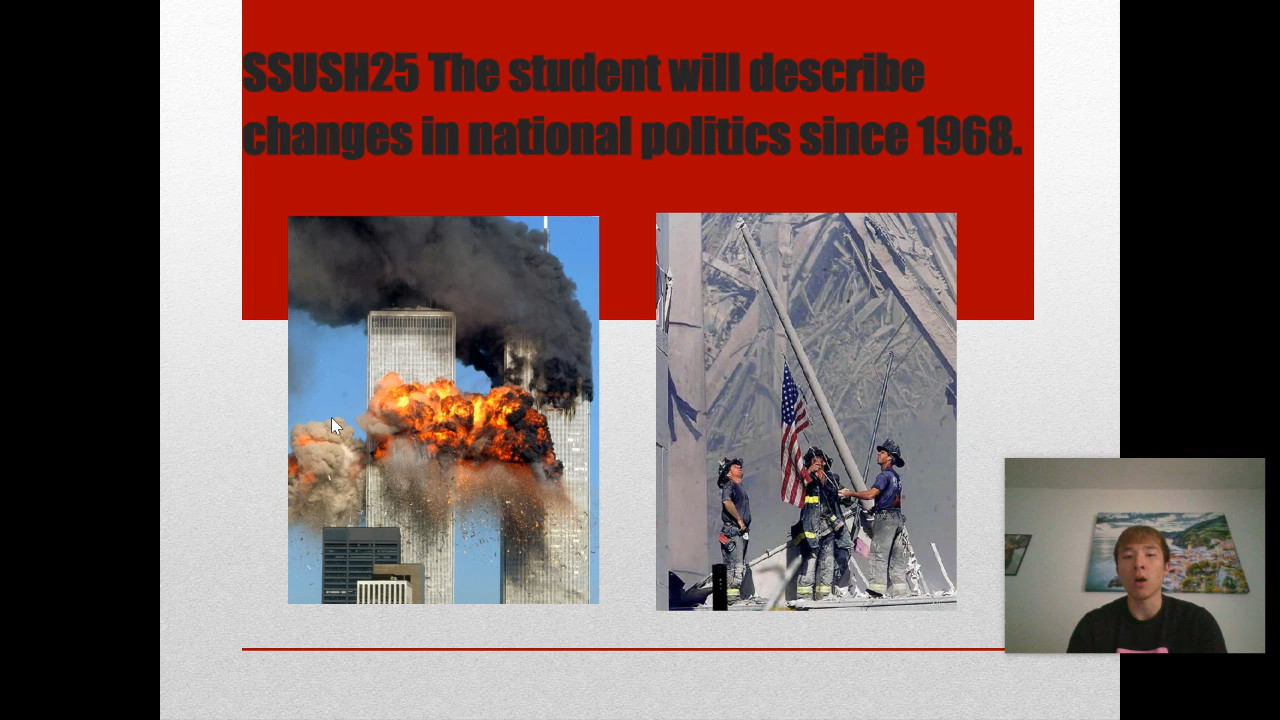 SSUSH25 The student will describe
changes in national politics since 1968.